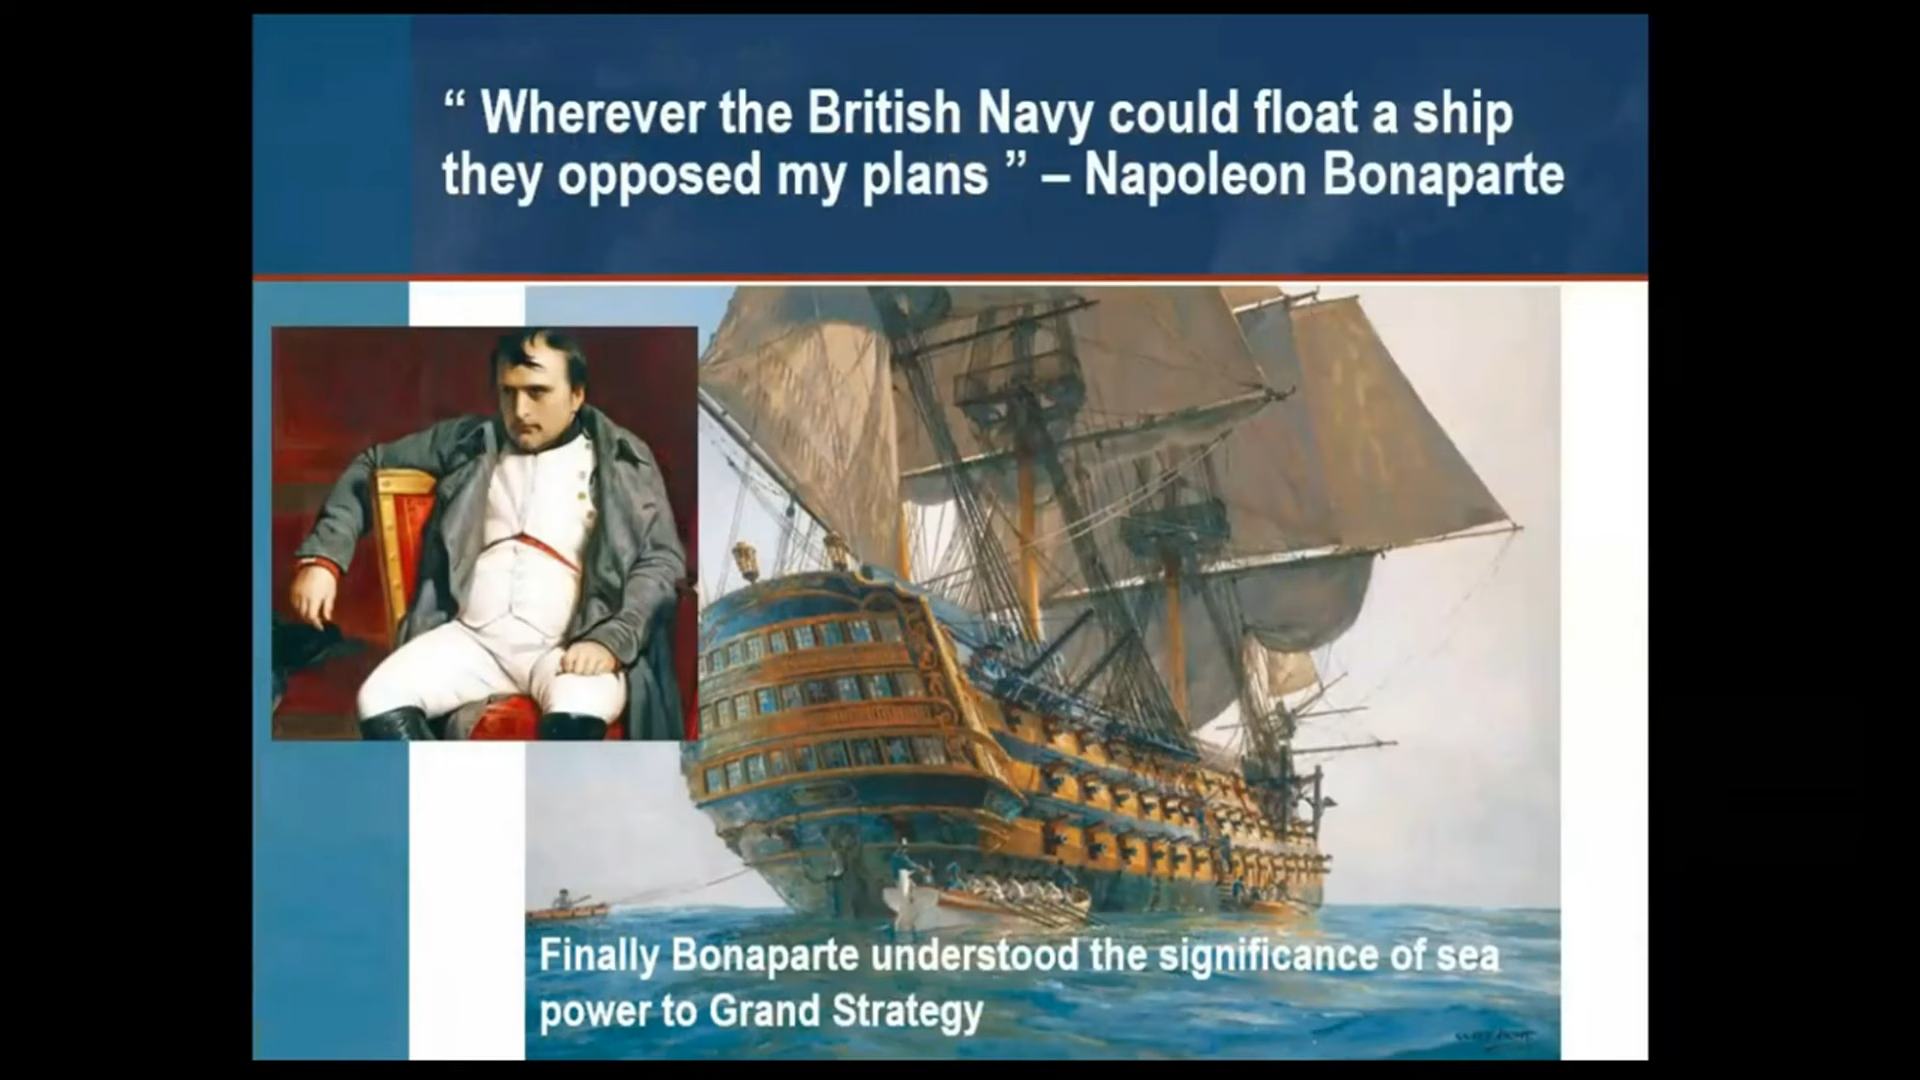 “ Wherever the British Navy could float a ship
they opposed my plans ” – Napoleon Bonaparte
Finally Bonaparte understood the significance of sea
power to Grand Strategy